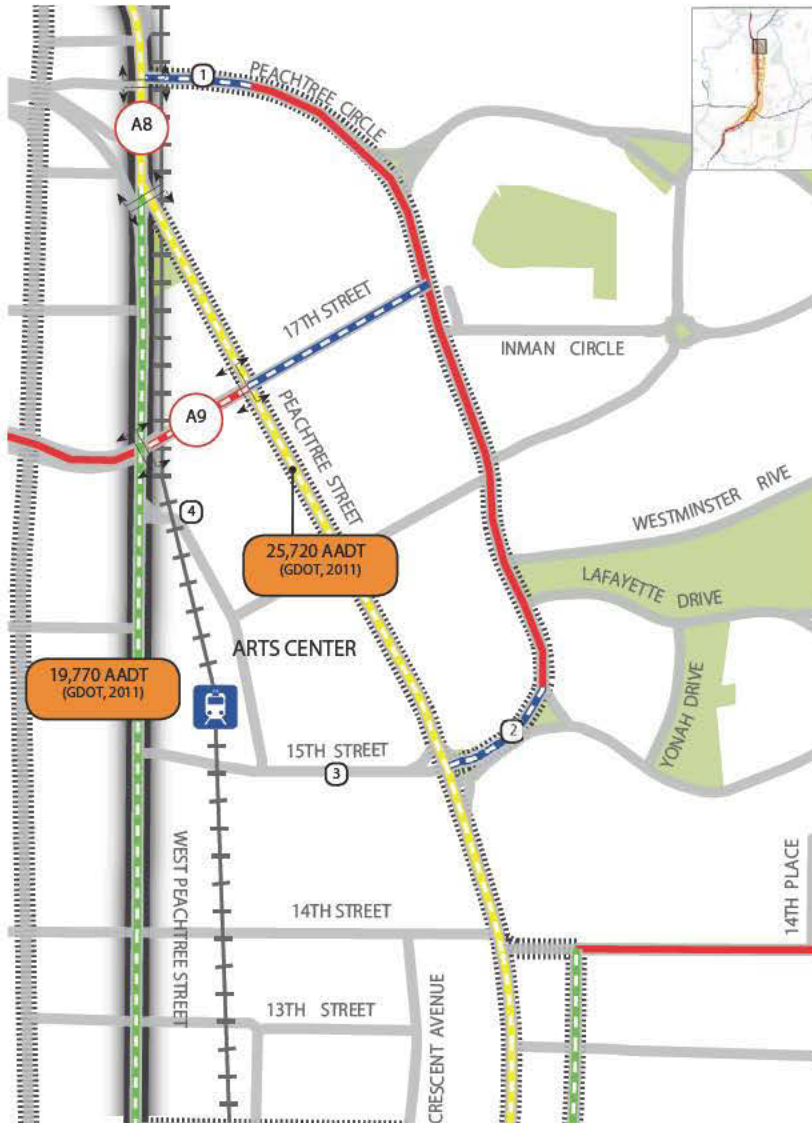 1
PEACHTREE CIRCLE
A8
17TH STREET
INMAN CIRCLE
A9
PEACHTREE STREET
4
WESTMINSTER RIVE
25,720 AADT
(GDOT, 2011)
LAFAYETTE DRIVE
ARTS CENTER
19,770 AADT
(GDOT, 2011)
YONAH DRIVE
2
15TH STREET
3
WEST PEACHTREE STREET
14TH PLACE
14TH STREET
13TH STREET
CRESCENT AVENUE